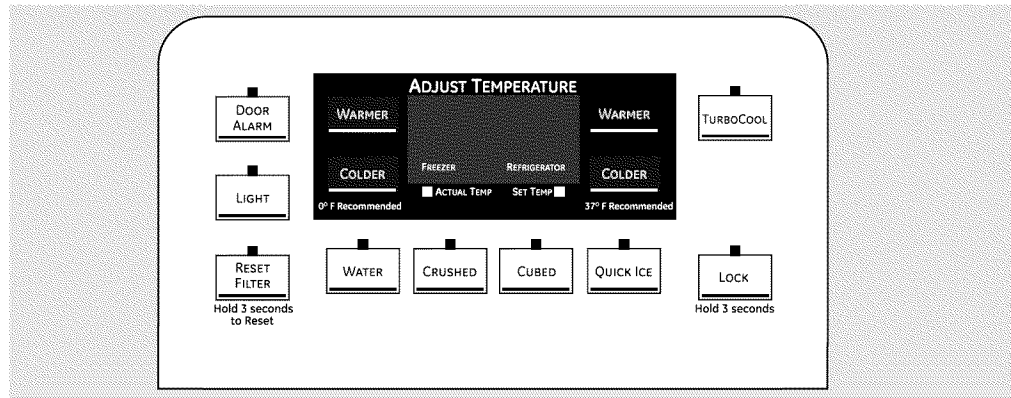 ADJUST TEMPERATURE
DOOR
ALARM
WARMER
WARMER
TURBOCOOL
FREEZER
REFRIGERATOR
COLDER
COLDER
LIGHT
ACTUAL TEMP
SET TEMP
0° F Recommended
37° F Recommended
RESET
FILTER
WATER
CRUSHED
CUBED
QUICK ICE
LOCK
Hold 3 seconds
to Reset
Hold 3 seconds